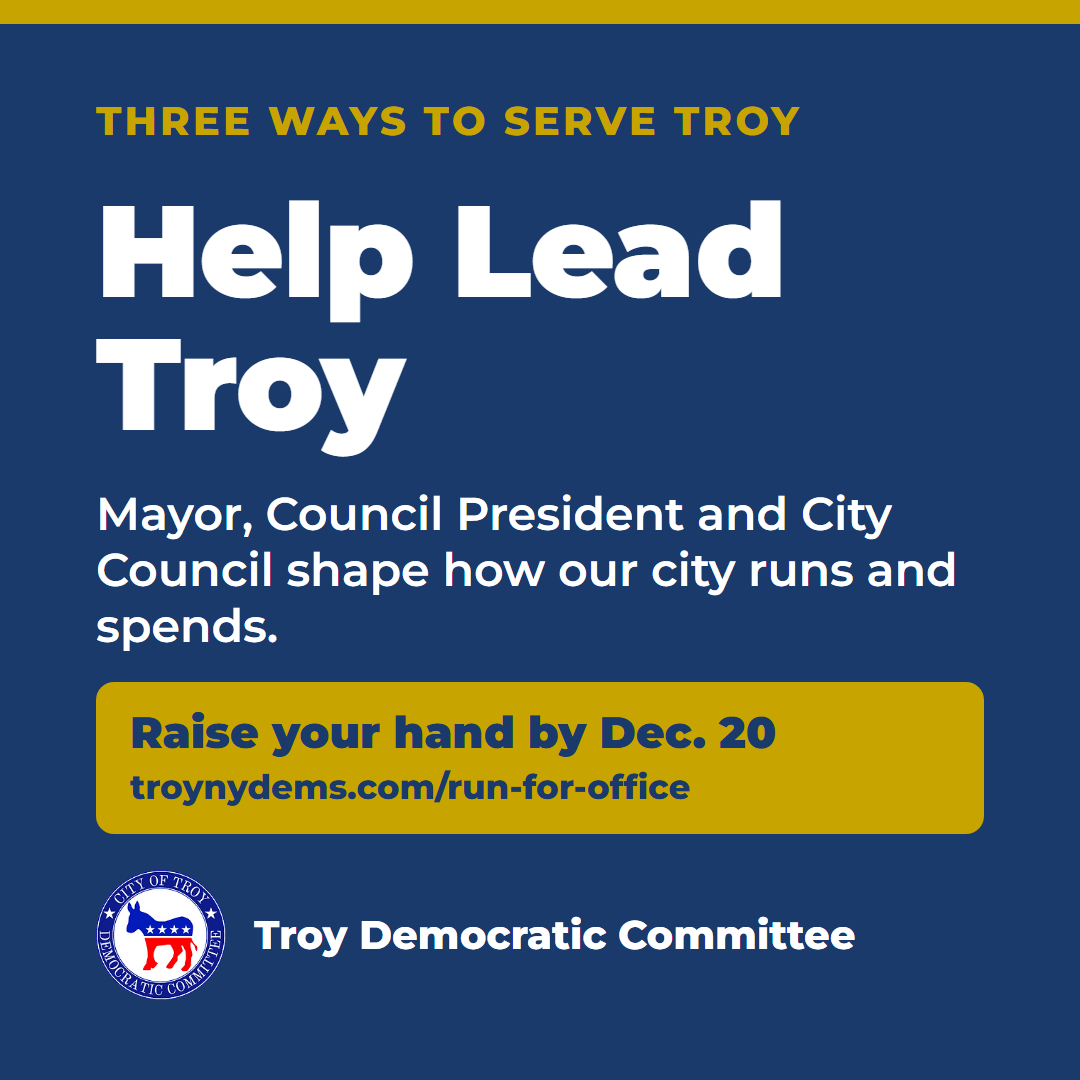 THREE WAYS TO SERVE TROY
Help Lead
Troy
Mayor, Council President and City
Council shape how our city runs and
spends.
Raise your hand by Dec. 20
troynydems.com/run-for-office
CITY OF TROY
DEMOCRATIC COMMITTEE
Troy Democratic Committee